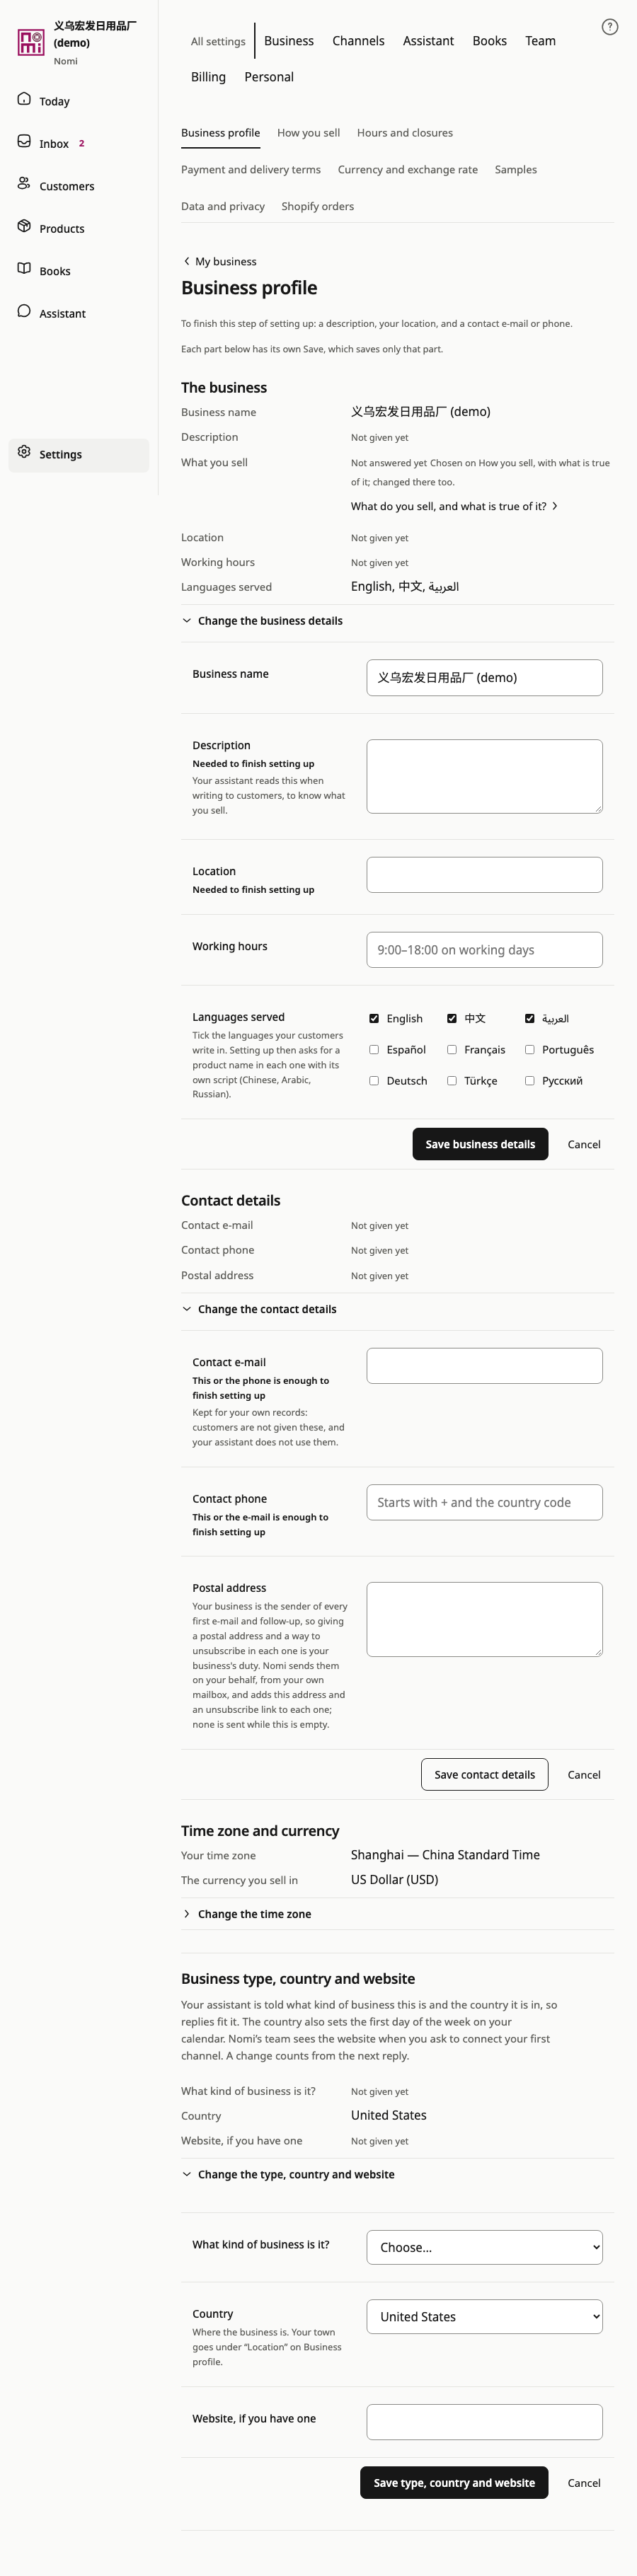 义乌宏发日用品厂
(demo)
Nomi
Today
Inbox 2
Customers
Products
Books
Assistant
Settings
All settings Business Channels Assistant Books Team
Billing Personal
Business profile How you sell Hours and closures
Payment and delivery terms Currency and exchange rate Samples
Data and privacy Shopify orders
My business
Business profile
To finish this step of setting up: a description, your location, and a contact e-mail or phone.
Each part below has its own Save, which saves only that part.
The business
Business name 义乌宏发日用品厂 (demo)
Description Not given yet
What you sell Not answered yet Chosen on How you sell, with what is true
of it; changed there too.
What do you sell, and what is true of it?
Location Not given yet
Working hours Not given yet
Languages served English, 中文, العربية
Change the business details
Business name 义乌宏发日用品厂 (demo)
Description
Needed to finish setting up
Your assistant reads this when
writing to customers, to know what
you sell.
Location
Needed to finish setting up
Working hours 9:00–18:00 on working days
Languages served English 中文 العربية
Tick the languages your customers
write in. Setting up then asks for a
product name in each one with its
own script (Chinese, Arabic,
Russian).
Español Français Português
Deutsch Türkçe Русский
Save business details Cancel
Contact details
Contact e-mail Not given yet
Contact phone Not given yet
Postal address Not given yet
Change the contact details
Contact e-mail
This or the phone is enough to
finish setting up
Kept for your own records:
customers are not given these, and
your assistant does not use them.
Contact phone Starts with + and the country code
This or the e-mail is enough to
finish setting up
Postal address
Your business is the sender of every
first e-mail and follow-up, so giving
a postal address and a way to
unsubscribe in each one is your
business's duty. Nomi sends them
on your behalf, from your own
mailbox, and adds this address and
an unsubscribe link to each one;
none is sent while this is empty.
Save contact details Cancel
Time zone and currency
Your time zone Shanghai — China Standard Time
The currency you sell in US Dollar (USD)
Change the time zone
Business type, country and website
Your assistant is told what kind of business this is and the country it is in, so
replies fit it. The country also sets the first day of the week on your
calendar. Nomi’s team sees the website when you ask to connect your first
channel. A change counts from the next reply.
What kind of business is it? Not given yet
Country United States
Website, if you have one Not given yet
Change the type, country and website
What kind of business is it? Choose...
Country United States
Where the business is. Your town
goes under “Location” on Business
profile.
Website, if you have one
Save type, country and website Cancel